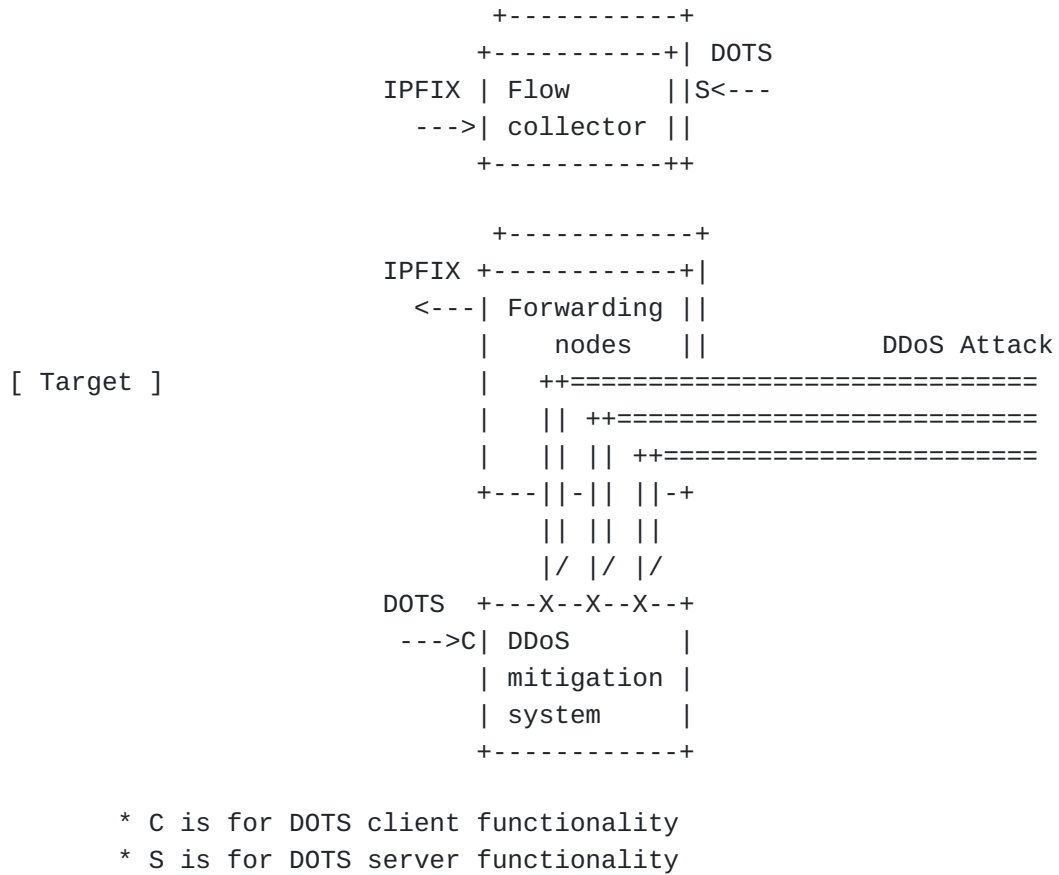 +-----------+
                              +-----------+| DOTS
                        IPFIX | Flow      ||S<---
                          --->| collector ||
                              +-----------++

                               +------------+
                        IPFIX +------------+|
                          <---| Forwarding ||
                              |    nodes   ||           DDoS Attack
[ Target ]                    |   ++==============================
                              |   || ++===========================
                              |   || || ++========================
                              +---||-|| ||-+
                                  || || ||
                                  |/ |/ |/
                        DOTS  +---X--X--X--+
                         --->C| DDoS       |
                              | mitigation |
                              | system     |
                              +------------+

       * C is for DOTS client functionality
       * S is for DOTS server functionality